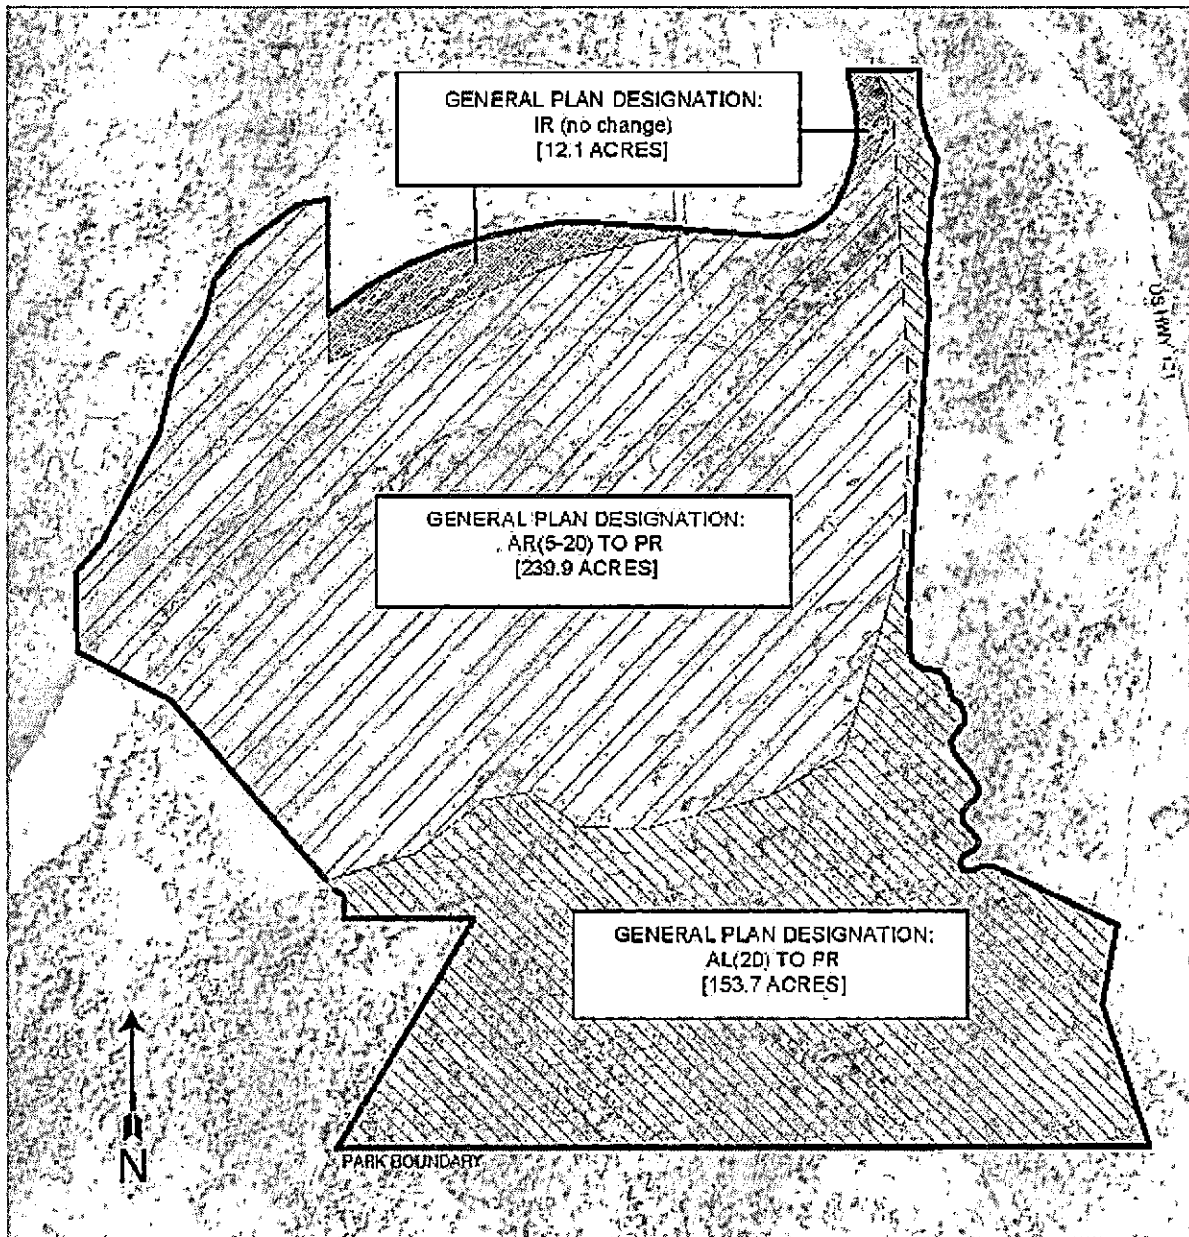 GENERAL PLAN DESIGNATION:
IR (no change)
[12.1 ACRES]
US HWY 101
GENERAL PLAN DESIGNATION:
AR(5-20) TO PR
[239.9 ACRES]
GENERAL PLAN DESIGNATION:
AL(20) TO PR
[153.7 ACRES]
N
PARK BOUNDARY